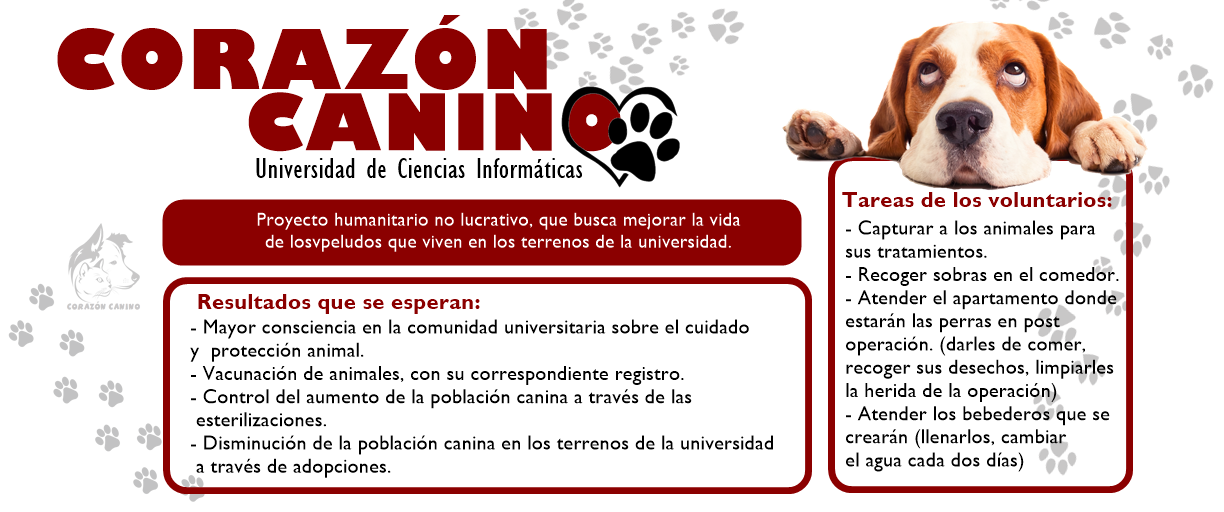 CORAZÓN
CANINO
Universidad de Ciencias Informáticas
Proyecto humanitario no lucrativo, que busca mejorar la vida
de losvpeludos que viven en los terrenos de la universidad.
CORAZÓN CANINO
Resultados que se esperan:
- Mayor consciencia en la comunidad universitaria sobre el cuidado
y protección animal.
- Vacunación de animales, con su correspondiente registro.
- Control del aumento de la población canina a través de las
esterilizaciones.
- Disminución de la población canina en los terrenos de la universidad
a través de adopciones.
Tareas de los voluntarios:
- Capturar a los animales para
sus tratamientos.
- Recoger sobras en el comedor.
- Atender el apartamento donde
estarán las perras en post
operación. (darles de comer,
recoger sus desechos, limpiarles
la herida de la operación)
- Atender los bebederos que se
crearán (llenarlos, cambiar
el agua cada dos días)